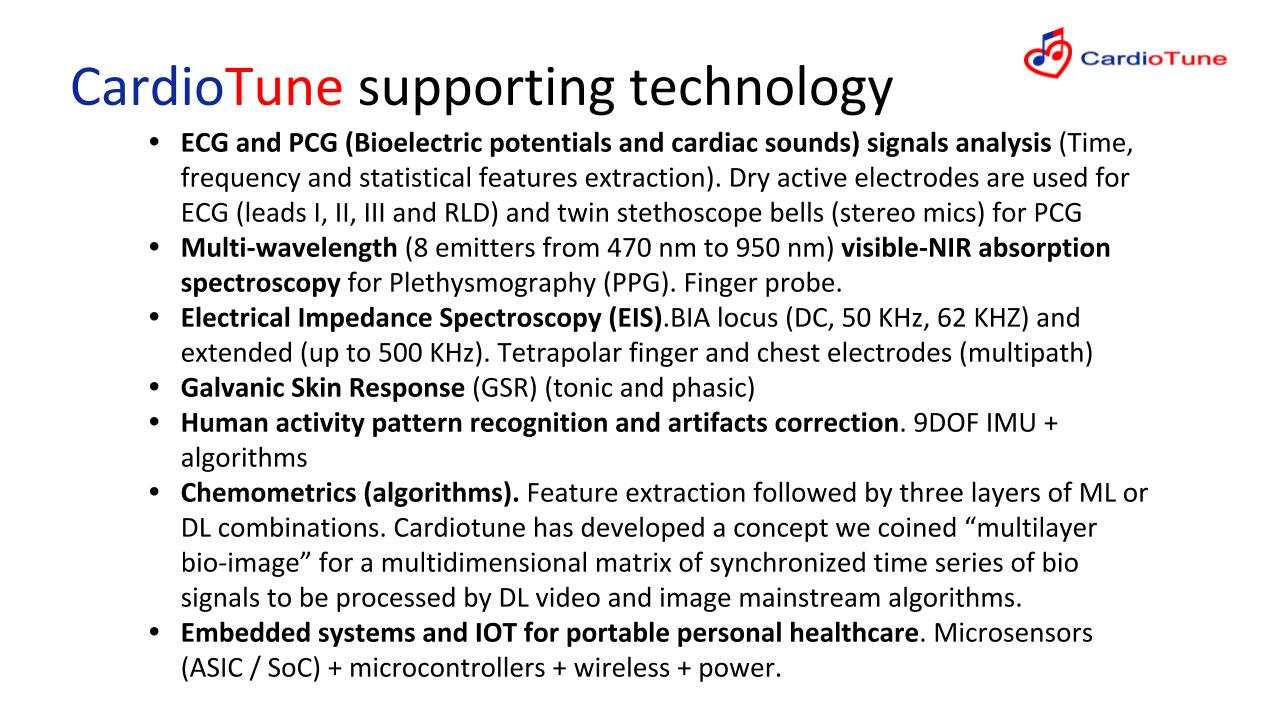 CardioTune
CardioTune supporting technology
• ECG and PCG (Bioelectric potentials and cardiac sounds) signals analysis (Time,
frequency and statistical features extraction). Dry active electrodes are used for
ECG (leads I, II, III and RLD) and twin stethoscope bells (stereo mics) for PCG
• Multi-wavelength (8 emitters from 470 nm to 950 nm) visible-NIR absorption
spectroscopy for Plethysmography (PPG). Finger probe.
• Electrical Impedance Spectroscopy (EIS).BIA locus (DC, 50 KHz, 62 KHZ) and
extended (up to 500 KHz). Tetrapolar finger and chest electrodes (multipath)
• Galvanic Skin Response (GSR) (tonic and phasic)
• Human activity pattern recognition and artifacts correction. 9DOF IMU +
algorithms
• Chemometrics (algorithms). Feature extraction followed by three layers of ML or
DL combinations. Cardiotune has developed a concept we coined “multilayer
bio-image” for a multidimensional matrix of synchronized time series of bio
signals to be processed by DL video and image mainstream algorithms.
• Embedded systems and IOT for portable personal healthcare. Microsensors
(ASIC / SoC) + microcontrollers + wireless + power.